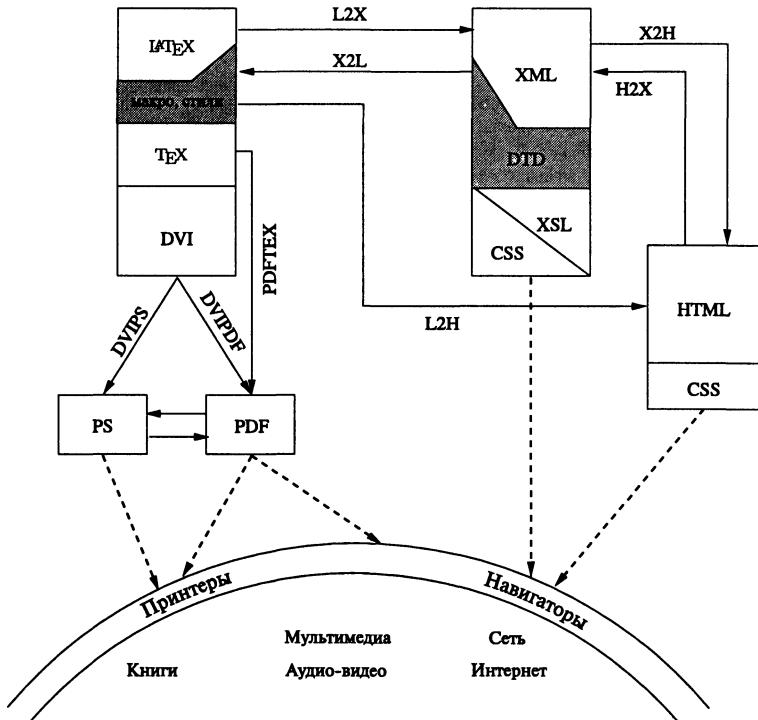 L2X
LATEX
X2L
XML
X2H
H2X
макро, стили
TEX
DTD
DVI
PDFTEX
XSL
CSS
HTML
L2H
DVIPS
DVIPDF
CSS
PS
PDF
Принтеры
Навигаторы
Мультимедиа
Сеть
Книги
Аудио-видео
Интернет